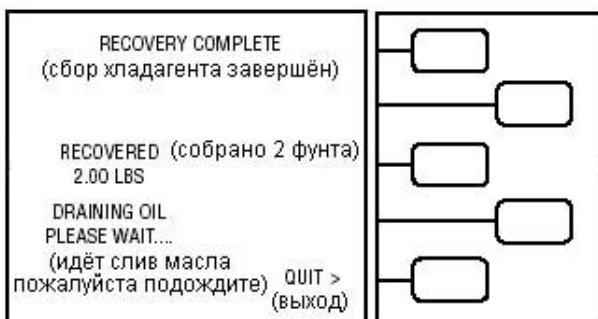 RECOVERY COMPLETE
(сбор хладагента завершён)
RECOVERED (собрано 2 фунта)
2.00 LBS
DRAINING OIL
PLEASE WAIT....
(идёт слив масла
пожалуйста подождите)
QUIT >
(выход)